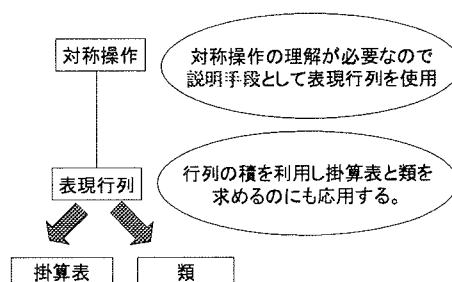 対称操作
対称操作の理解が必要なので
説明手段として表現行列を使用
表現行列
行列の積を利用し掛算表と類を
求めるのにも応用する。
掛算表
類